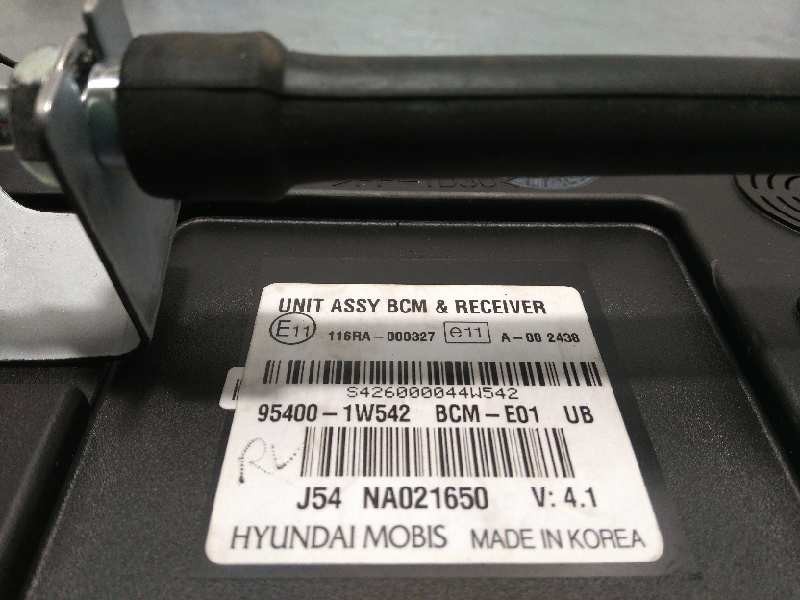 UNIT ASSY BCM & RECEIVER
E11 116RA-000327 e11 A-00 2438
S426000044W542
95400-1W542 BCM-E01 UB
RL
J54 NA021650 V: 4.1
HYUNDAI MOBIS MADE IN KOREA